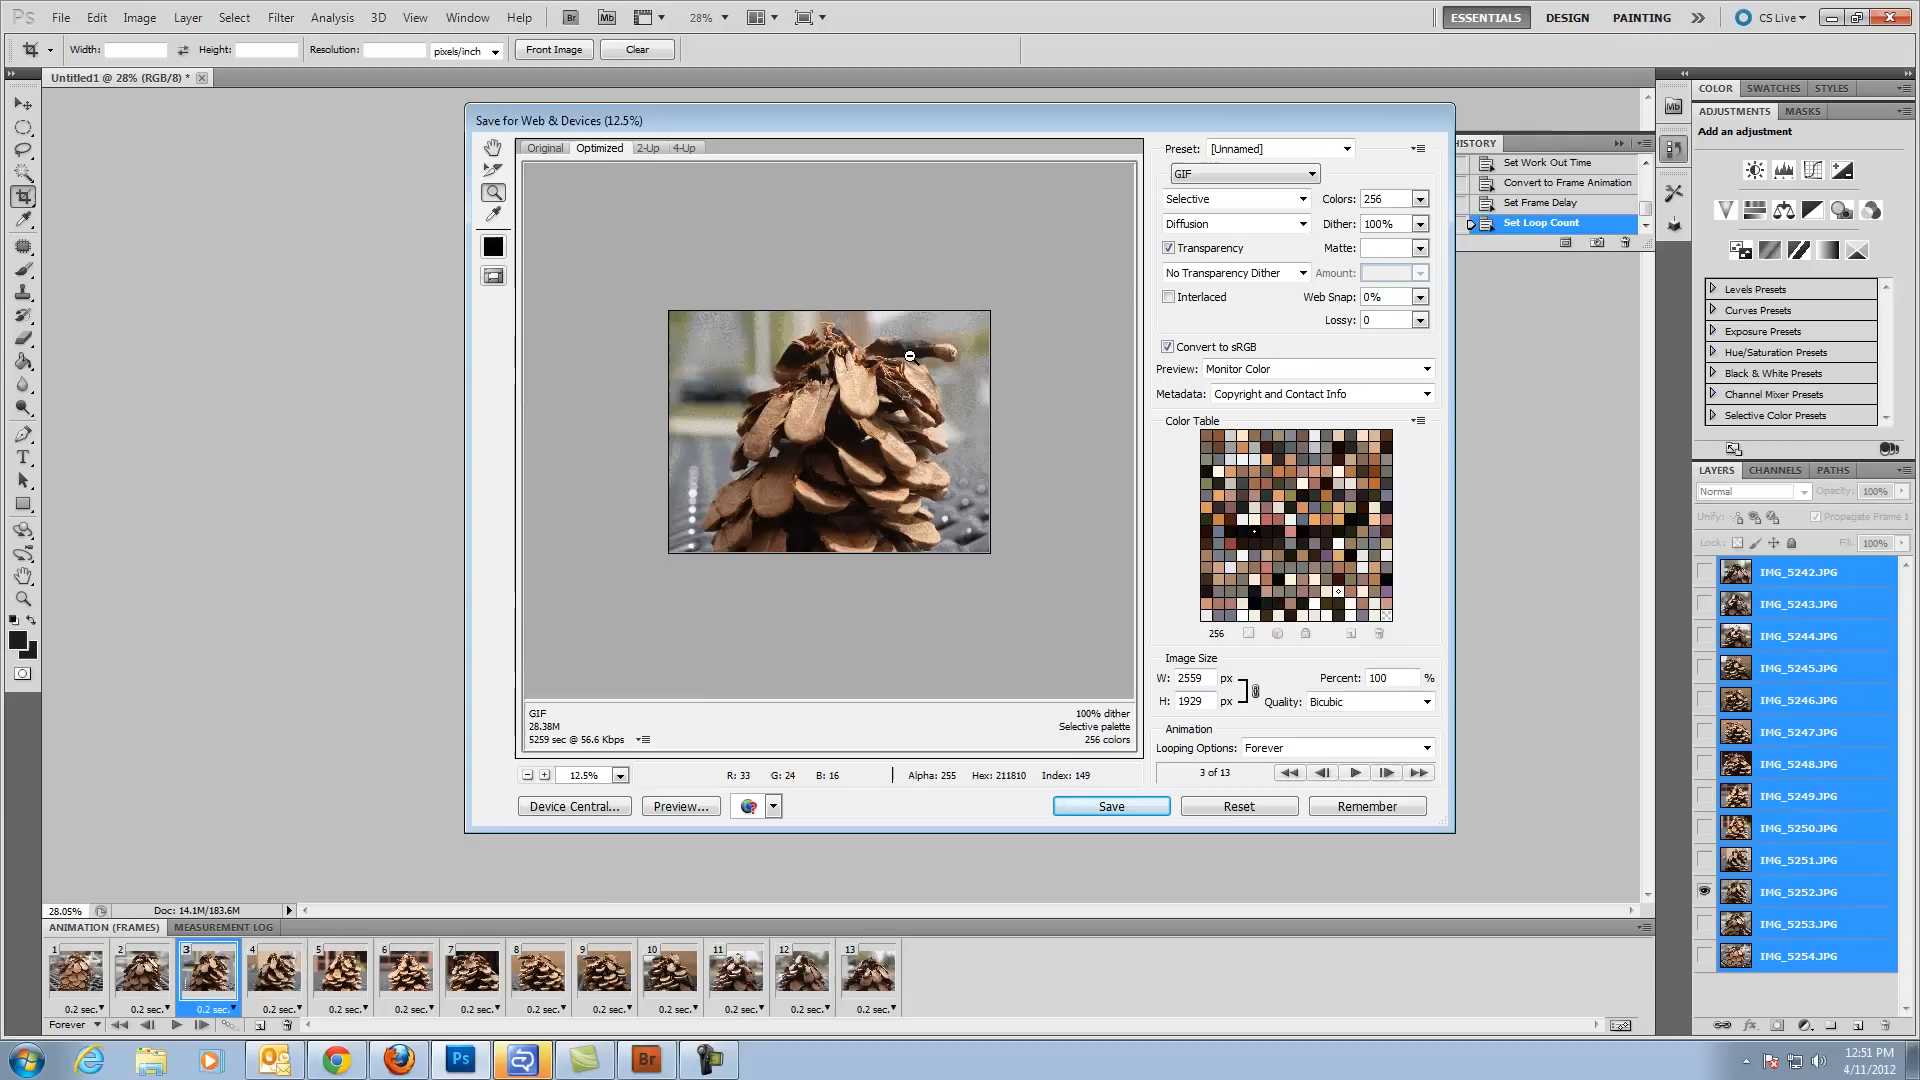 Ps File Edit Image Layer Select Filter Analysis 3D View Window Help Br Mb 28% ESSENTIALS DESIGN PAINTING CS Live
Width: Height: Resolution: pixels/inch Front Image Clear
Untitled1 @ 28% (RGB/8) *
Save for Web & Devices (12.5%)
Original Optimized 2-Up 4-Up
Preset: [Unnamed]
GIF
Selective Colors: 256
Diffusion Dither: 100%
Transparency Matte:
No Transparency Dither Amount:
Interlaced Web Snap: 0%
Lossy: 0
Convert to sRGB
Preview: Monitor Color
Metadata: Copyright and Contact Info
Color Table
256
Image Size
W: 2559 px Percent: 100 %
H: 1929 px Quality: Bicubic
Animation
Looping Options: Forever
3 of 13
GIF 100% dither
28.38M Selective palette
5259 sec @ 56.6 Kbps 256 colors
12.5% R: 33 G: 24 B: 16 Alpha: 255 Hex: 211810 Index: 149
Device Central... Preview... Save Reset Remember
HISTORY
Set Work Out Time
Convert to Frame Animation
Set Frame Delay
Set Loop Count
Mb
COLOR SWATCHES STYLES
ADJUSTMENTS MASKS
Add an adjustment
Levels Presets
Curves Presets
Exposure Presets
Hue/Saturation Presets
Black & White Presets
Channel Mixer Presets
Selective Color Presets
LAYERS CHANNELS PATHS
Normal Opacity: 100%
Unify: Propagate Frame 1
Lock: Fill: 100%
IMG_5242.JPG
IMG_5243.JPG
IMG_5244.JPG
IMG_5245.JPG
IMG_5246.JPG
IMG_5247.JPG
IMG_5248.JPG
IMG_5249.JPG
IMG_5250.JPG
IMG_5251.JPG
IMG_5252.JPG
IMG_5253.JPG
IMG_5254.JPG
28.05% Doc: 14.1M/183.6M
ANIMATION (FRAMES) MEASUREMENT LOG
1 2 3 4 5 6 7 8 9 10 11 12 13
0.2 sec. 0.2 sec. 0.2 sec. 0.2 sec. 0.2 sec. 0.2 sec. 0.2 sec. 0.2 sec. 0.2 sec. 0.2 sec. 0.2 sec. 0.2 sec. 0.2 sec.
Forever
Ps Br
12:51 PM
4/11/2012